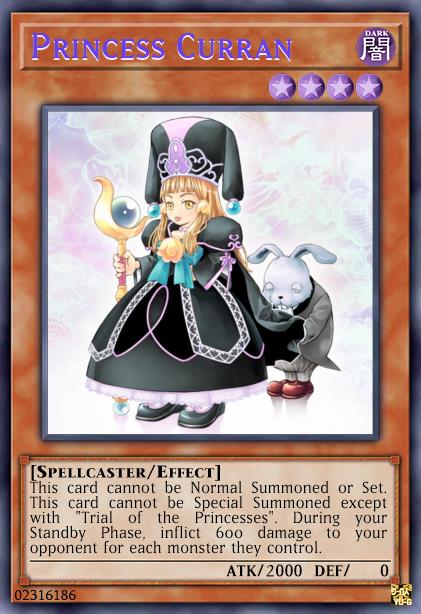 Princess Curran
DARK
闇
[Spellcaster/Effect]
This card cannot be Normal Summoned or Set.
This card cannot be Special Summoned except
with "Trial of the Princesses". During your
Standby Phase, inflict 600 damage to your
opponent for each monster they control.
ATK/2000 DEF/ 0
02316186